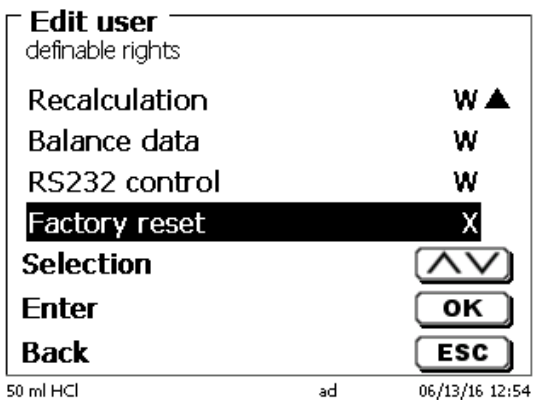 Edit user
definable rights
Recalculation W ▲
Balance data W
RS232 control W
Factory reset X
Selection
Enter OK
Back ESC
50 ml HCl ad 06/13/16 12:54